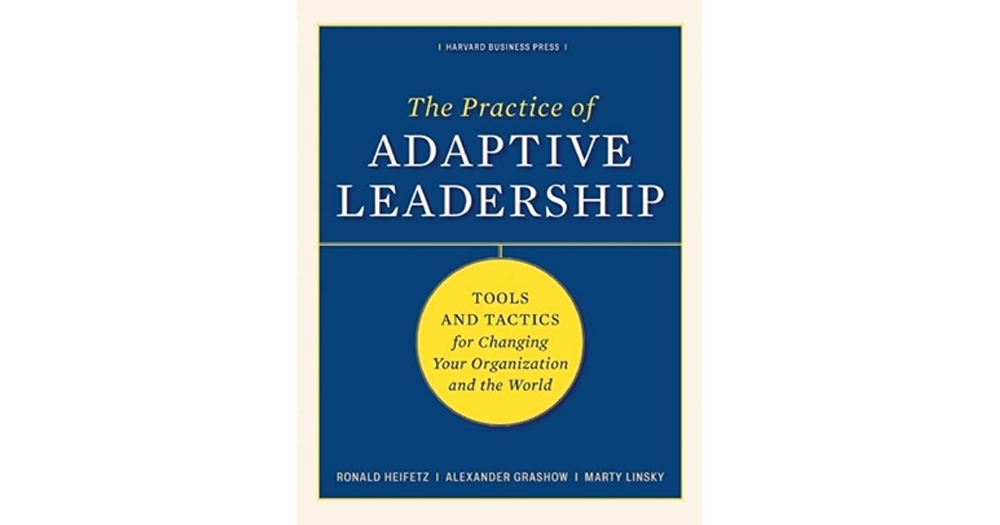 | HARVARD BUSINESS PRESS |
The Practice of
ADAPTIVE
LEADERSHIP
TOOLS
AND TACTICS
for Changing
Your Organization
and the World
RONALD HEIFETZ | ALEXANDER GRASHOW | MARTY LINSKY